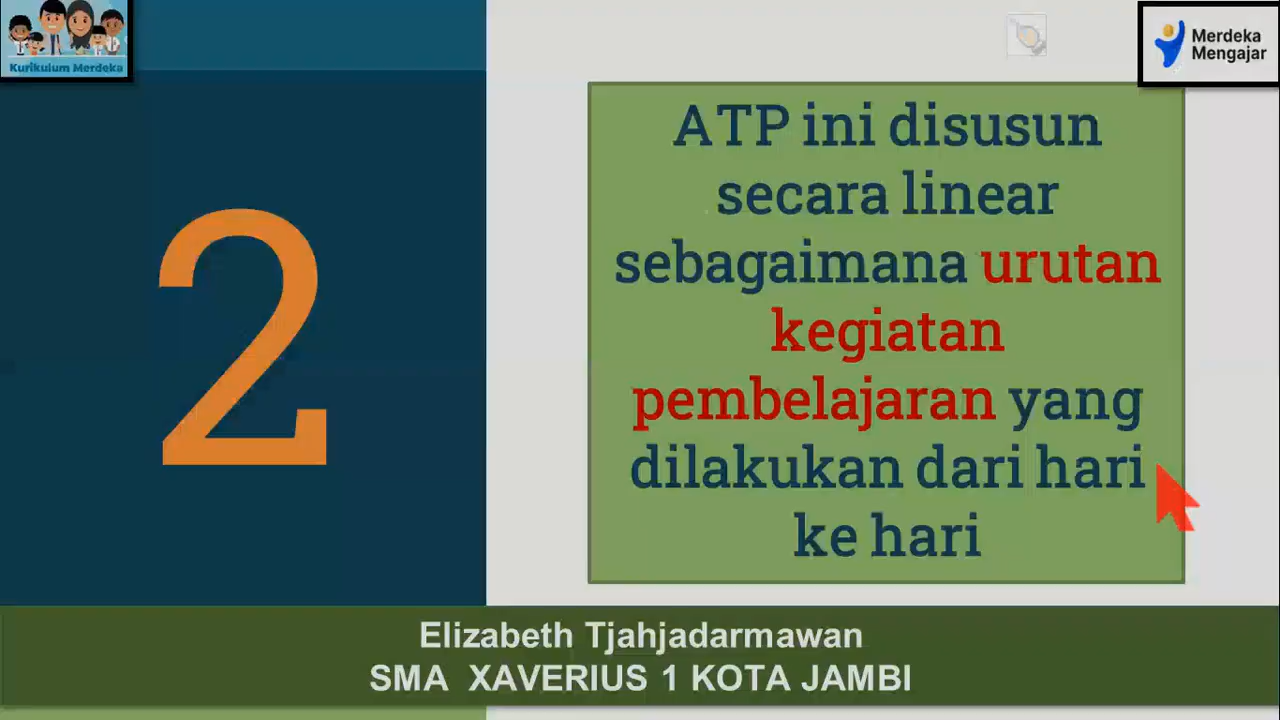 Kurikulum Merdeka
Merdeka
Mengajar
2
ATP ini disusun
secara linear
sebagaimana urutan
kegiatan
pembelajaran yang
dilakukan dari hari
ke hari
Elizabeth Tjahjadarmawan
SMA XAVERIUS 1 KOTA JAMBI